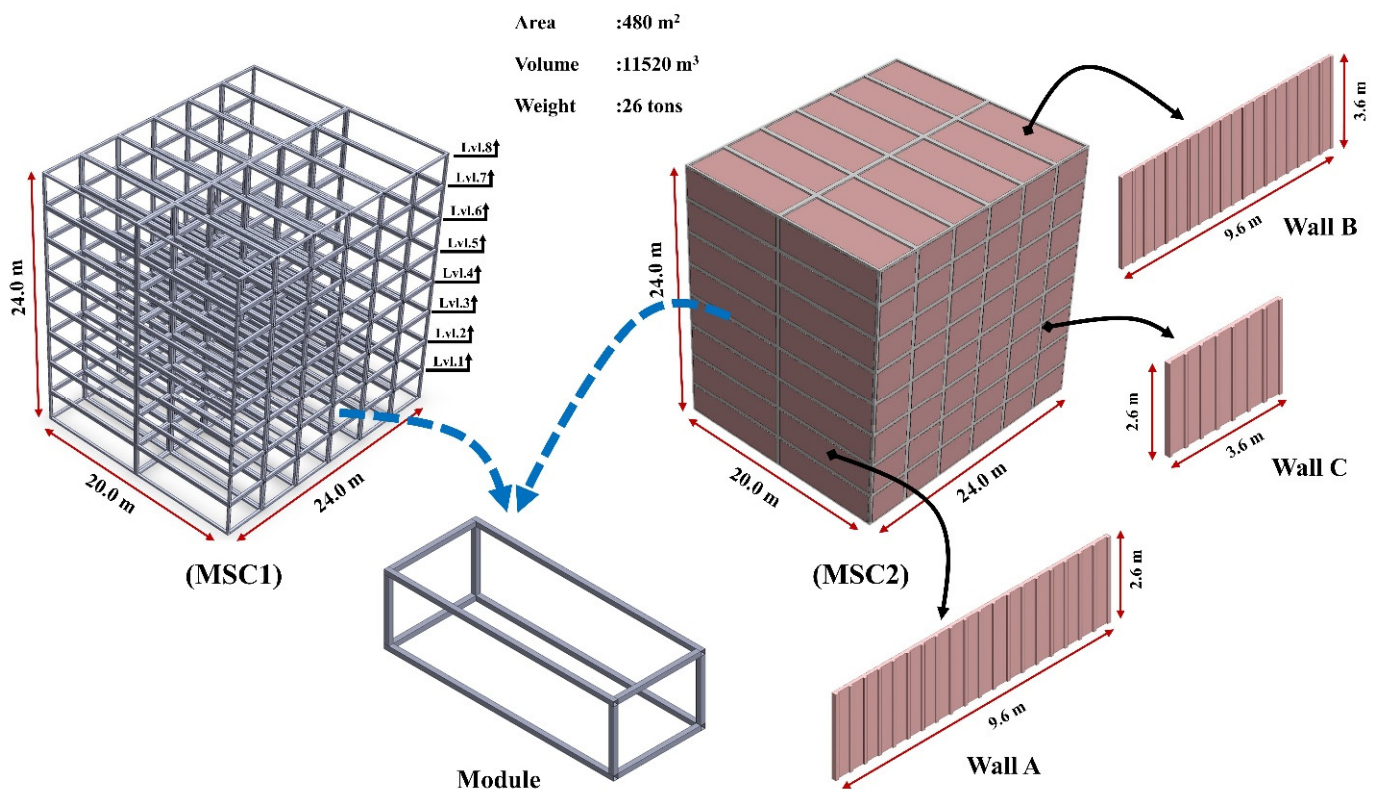 Area :480 m²
Volume :11520 m³
Weight :26 tons
Lvl.8
Lvl.7
Lvl.6
Lvl.5
Lvl.4
Lvl.3
Lvl.2
Lvl.1
24.0 m
20.0 m
24.0 m
(MSC1)
24.0 m
20.0 m
24.0 m
(MSC2)
3.6 m
9.6 m
Wall B
2.6 m
3.6 m
Wall C
2.6 m
9.6 m
Wall A
Module